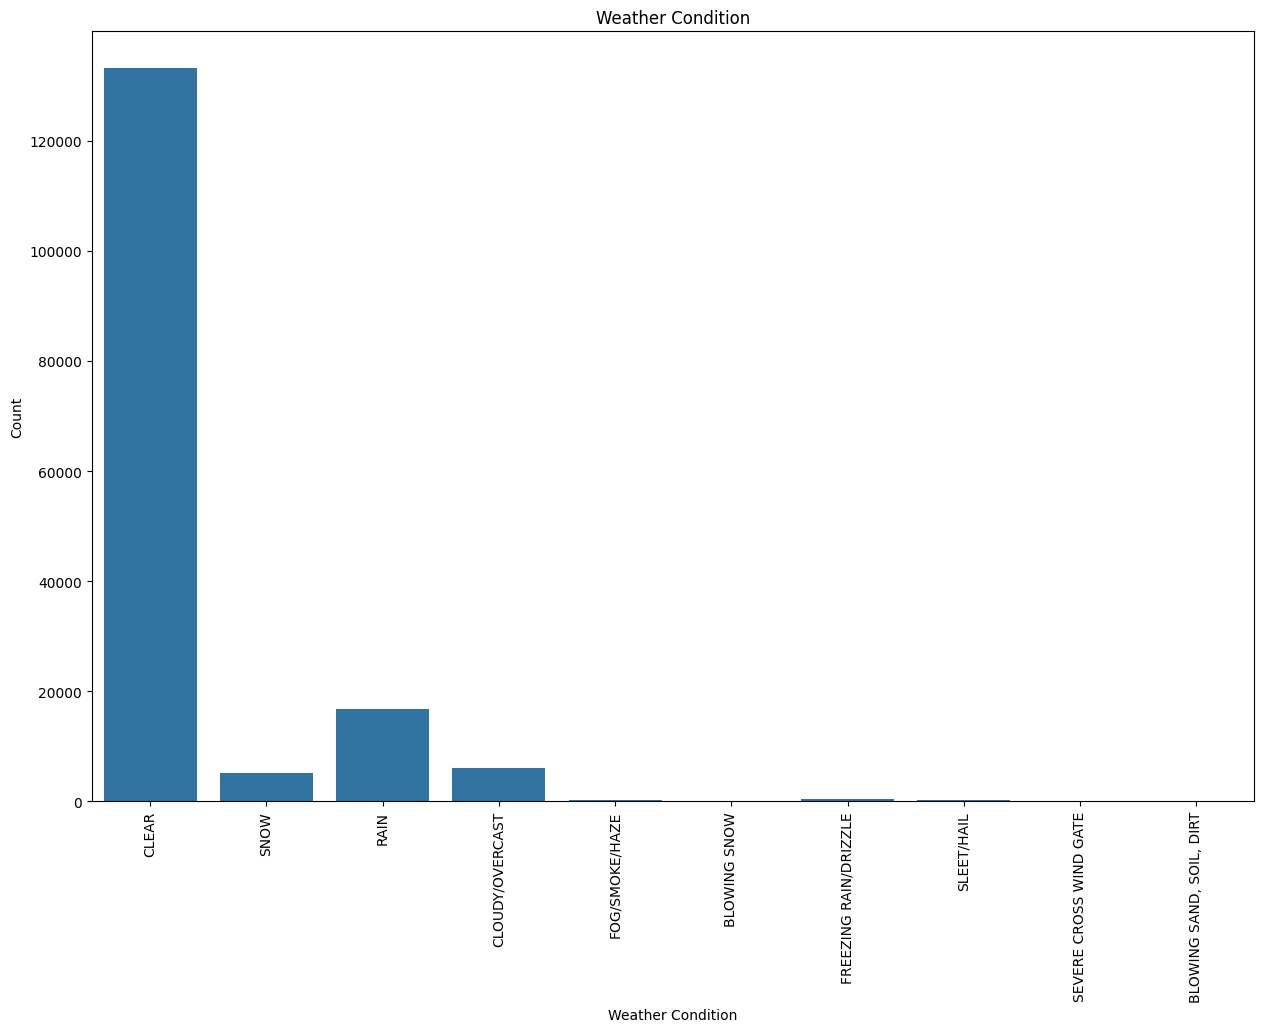 Weather Condition
120000
100000
80000
60000
40000
20000
0
Count
CLEAR
SNOW
RAIN
CLOUDY/OVERCAST
FOG/SMOKE/HAZE
BLOWING SNOW
FREEZING RAIN/DRIZZLE
SLEET/HAIL
SEVERE CROSS WIND GATE
BLOWING SAND, SOIL, DIRT
Weather Condition